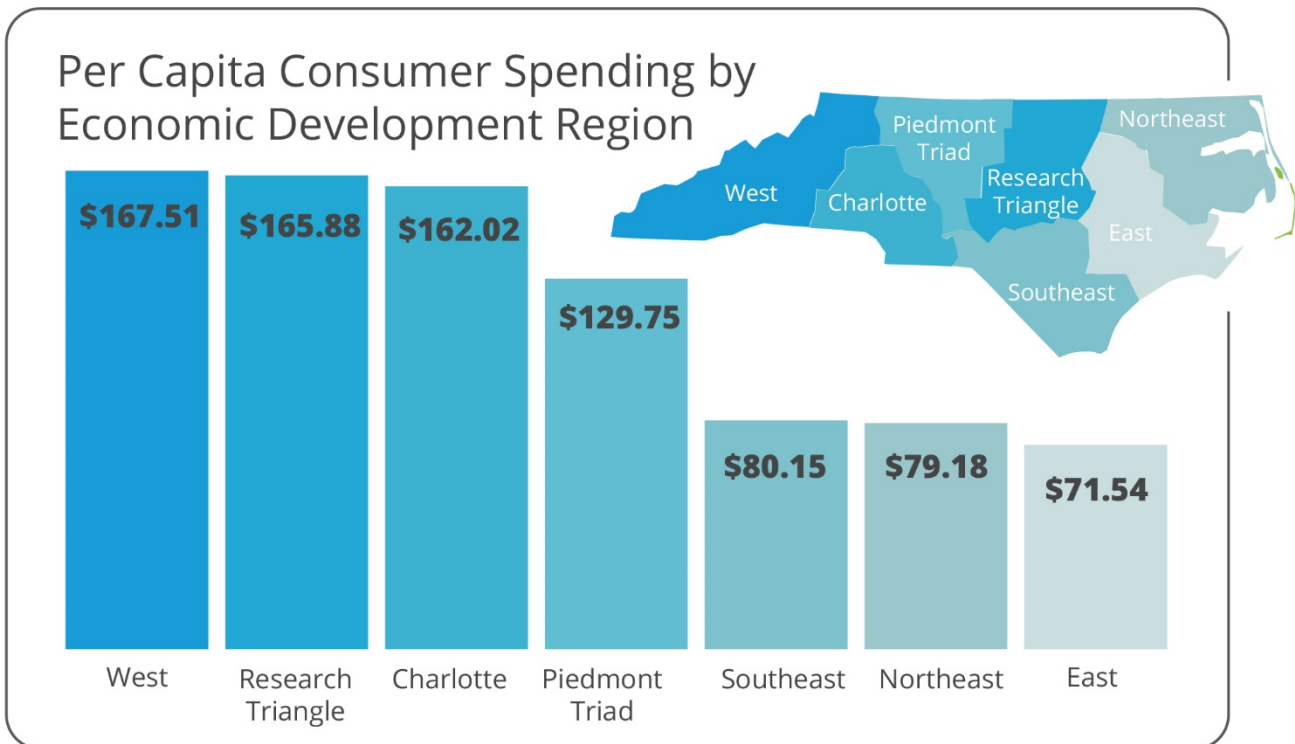 Per Capita Consumer Spending by
Economic Development Region
Piedmont
Triad
Northeast
West
Charlotte
Research
Triangle
East
Southeast
$167.51
$165.88
$162.02
$129.75
$80.15
$79.18
$71.54
West
Research
Triangle
Charlotte
Piedmont
Triad
Southeast
Northeast
East